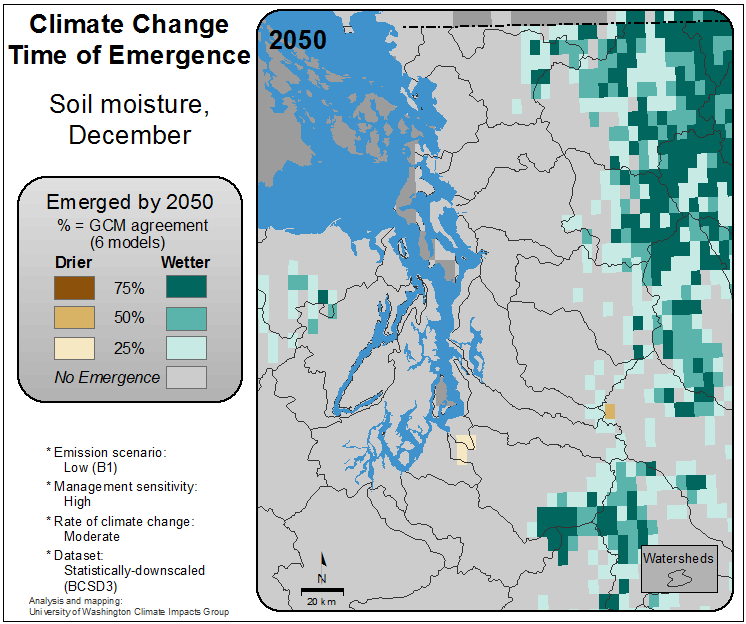 Climate Change
Time of Emergence
Soil moisture,
December
Emerged by 2050
% = GCM agreement
(6 models)
Drier Wetter
75%
50%
25%
No Emergence
* Emission scenario:
Low (B1)
* Management sensitivity:
High
* Rate of climate change:
Moderate
* Dataset:
Statistically-downscaled
(BCSD3)
Analysis and mapping:
University of Washington Climate Impacts Group
2050
N
20 km
Watersheds